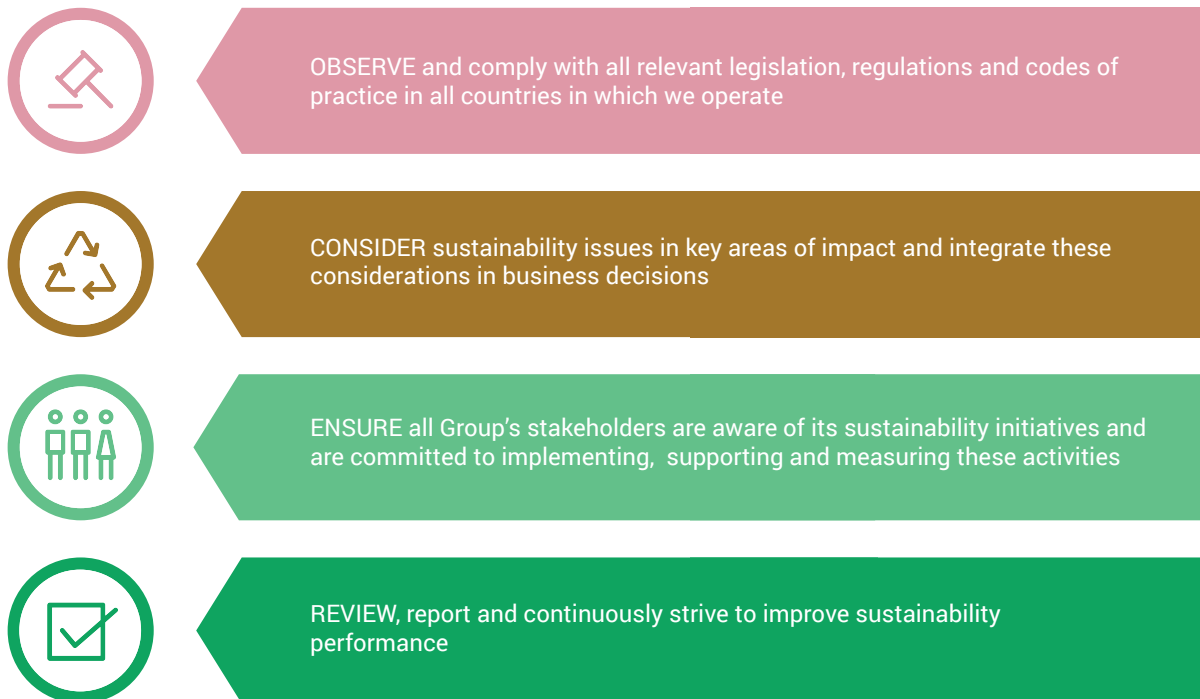 OBSERVE and comply with all relevant legislation, regulations and codes of
practice in all countries in which we operate
CONSIDER sustainability issues in key areas of impact and integrate these
considerations in business decisions
ENSURE all Group’s stakeholders are aware of its sustainability initiatives and
are committed to implementing,  supporting and measuring these activities
REVIEW, report and continuously strive to improve sustainability
performance